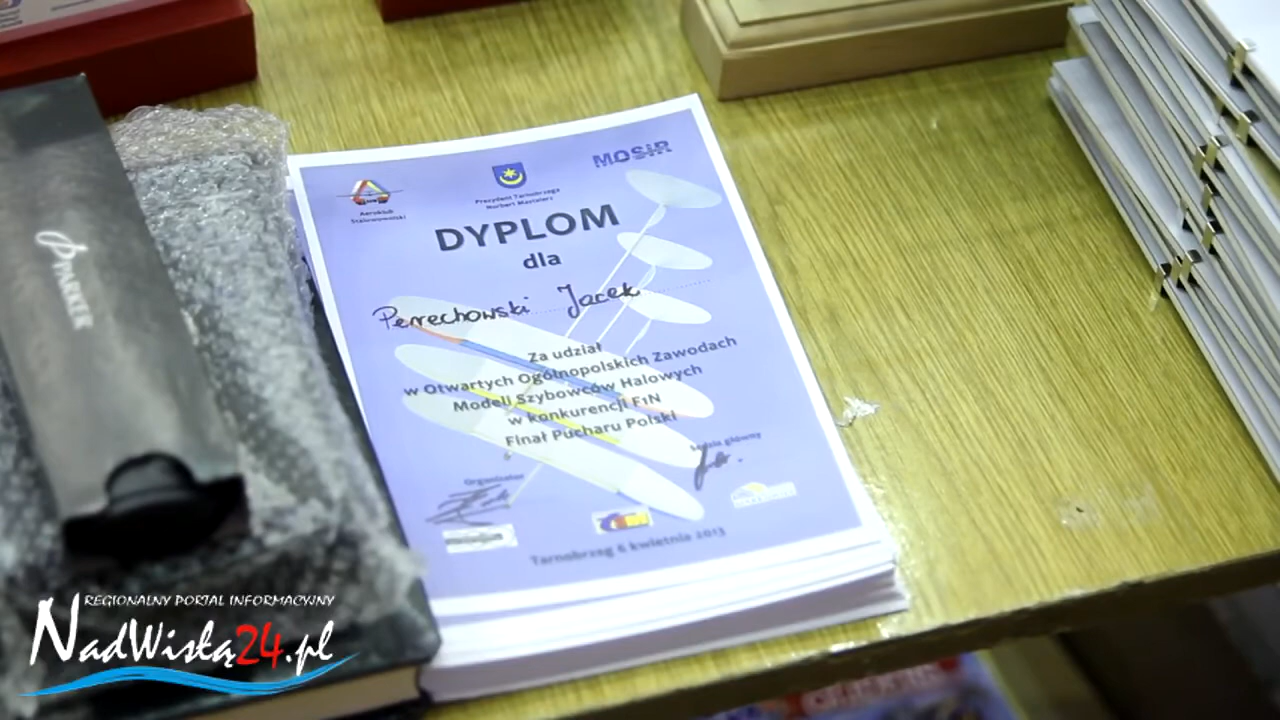 MOSiR
Aeroklub
Stalowowolski
Prezydent Tarnobrzega
Norbert Mastalerz
DYPLOM
dla
Perechowski Jacek
Za udział
w Otwartych Ogólnopolskich Zawodach
Modeli Szybowców Halowych
w konkurencji F1N
Finał Pucharu Polski
Organizator
sędzia główny
Tarnobrzeg 6 kwietnia 2013
PARKER
REGIONALNY PORTAL INFORMACYJNY
NadWisłą24.pl